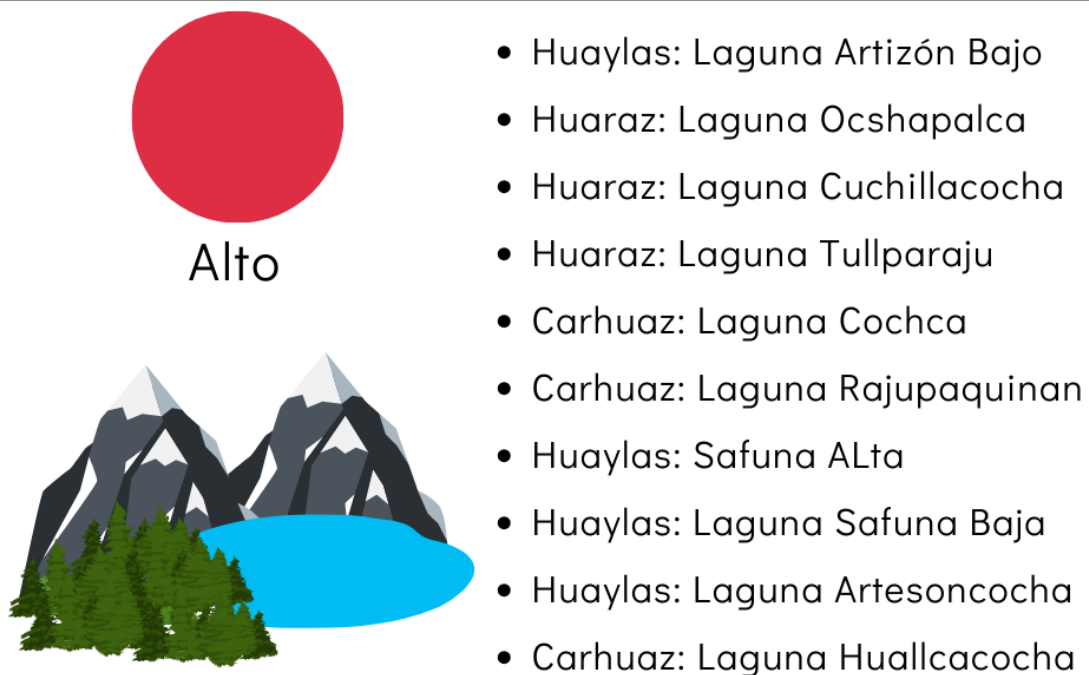 Alto
Huaylas: Laguna Artizón Bajo
Huaraz: Laguna Ocshapalca
Huaraz: Laguna Cuchillacocha
Huaraz: Laguna Tullparaju
Carhuaz: Laguna Cochca
Carhuaz: Laguna Rajupaquinan
Huaylas: Safuna ALta
Huaylas: Laguna Safuna Baja
Huaylas: Laguna Artesoncocha
Carhuaz: Laguna Huallcacocha